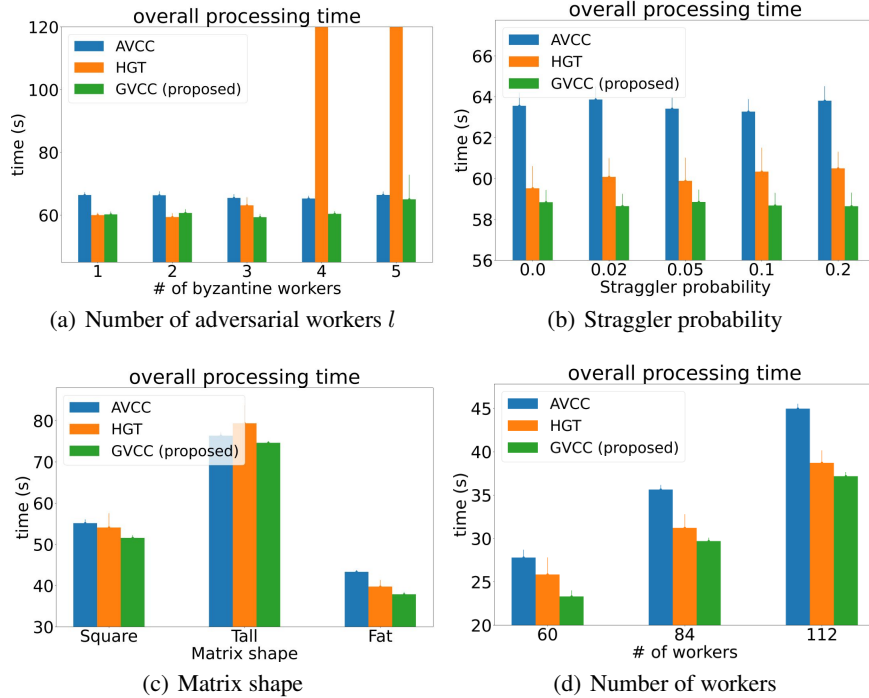 overall processing time
120
100
80
60
time (s)
AVCC
HGT
GVCC (proposed)
1 2 3 4 5
# of byzantine workers
(a) Number of adversarial workers l
overall processing time
66
64
62
60
58
56
time (s)
AVCC
HGT
GVCC (proposed)
0.0 0.02 0.05 0.1 0.2
Straggler probability
(b) Straggler probability
overall processing time
80
70
60
50
40
30
time (s)
AVCC
HGT
GVCC (proposed)
Square Tall Fat
Matrix shape
(c) Matrix shape
overall processing time
45
40
35
30
25
20
time (s)
AVCC
HGT
GVCC (proposed)
60 84 112
# of workers
(d) Number of workers